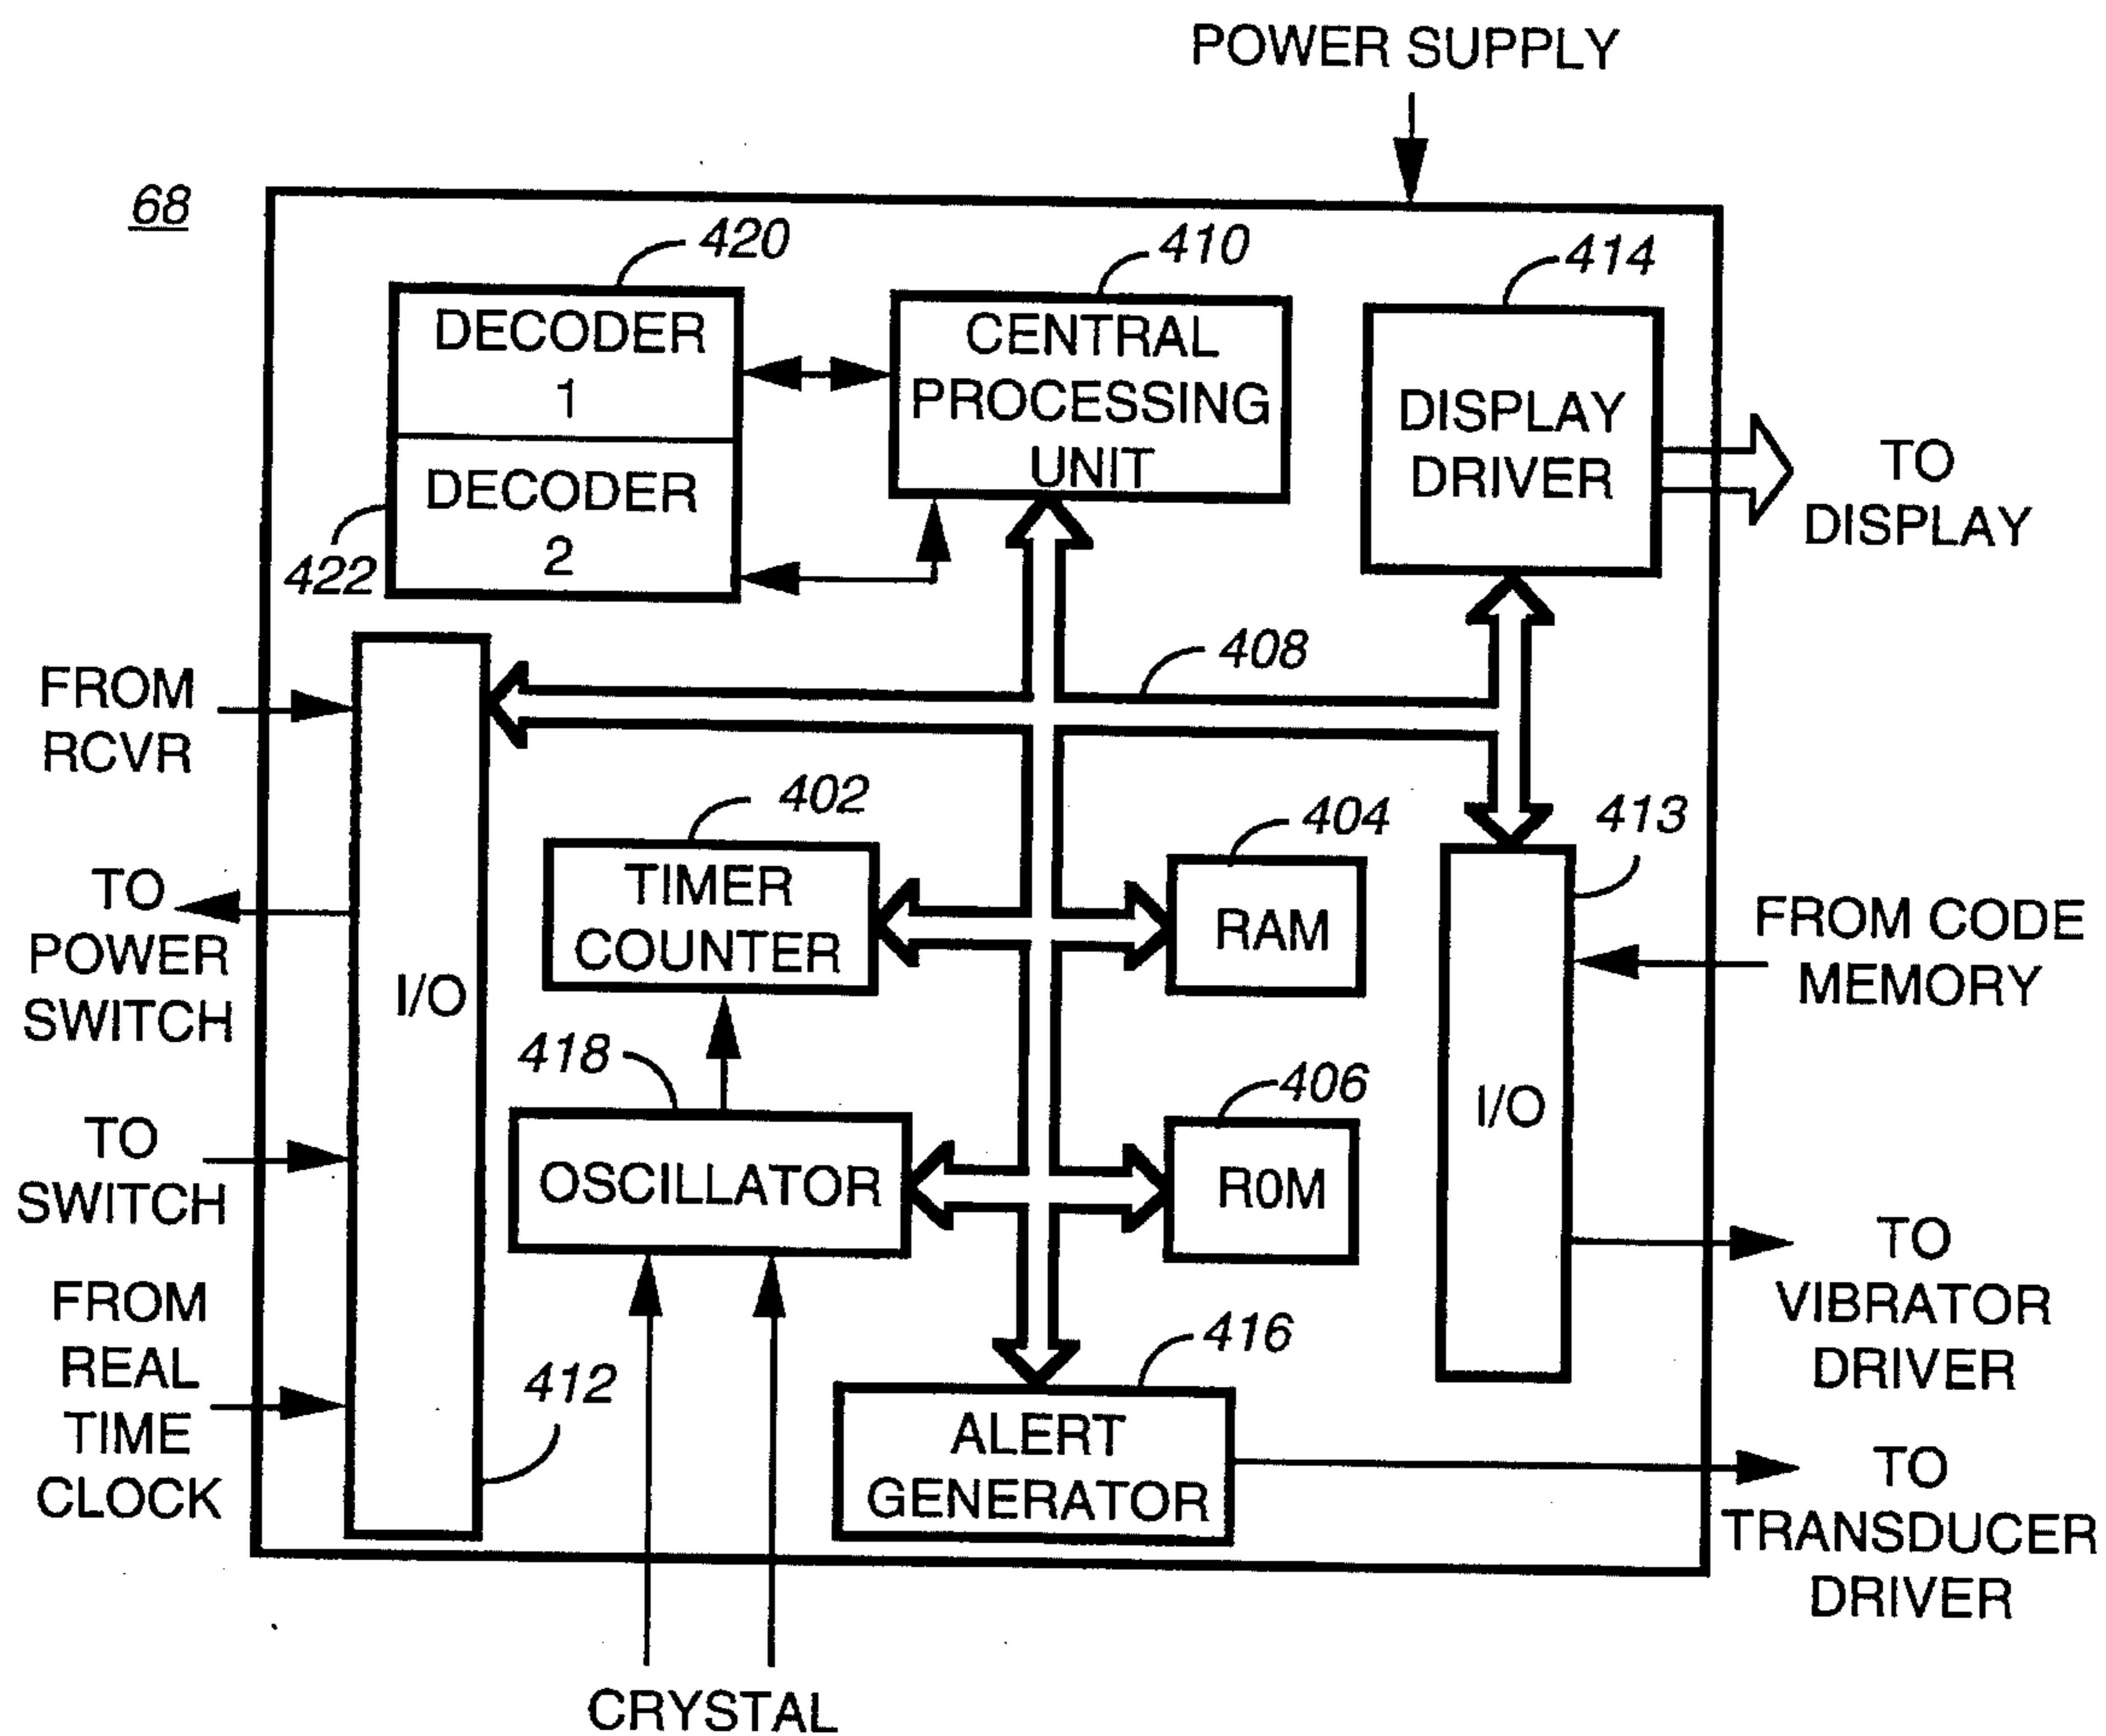 POWER SUPPLY
68
420
410
414
DECODER
1
DECODER
2
422
CENTRAL
PROCESSING
UNIT
DISPLAY
DRIVER
TO
DISPLAY
408
FROM
RCVR
TO
POWER
SWITCH
TO
SWITCH
FROM
REAL
TIME
CLOCK
I/O
412
402
TIMER
COUNTER
404
RAM
413
FROM CODE
MEMORY
418
OSCILLATOR
406
R0M
I/O
TO
VIBRATOR
DRIVER
416
ALERT
GENERATOR
TO
TRANSDUCER
DRIVER
CRYSTAL